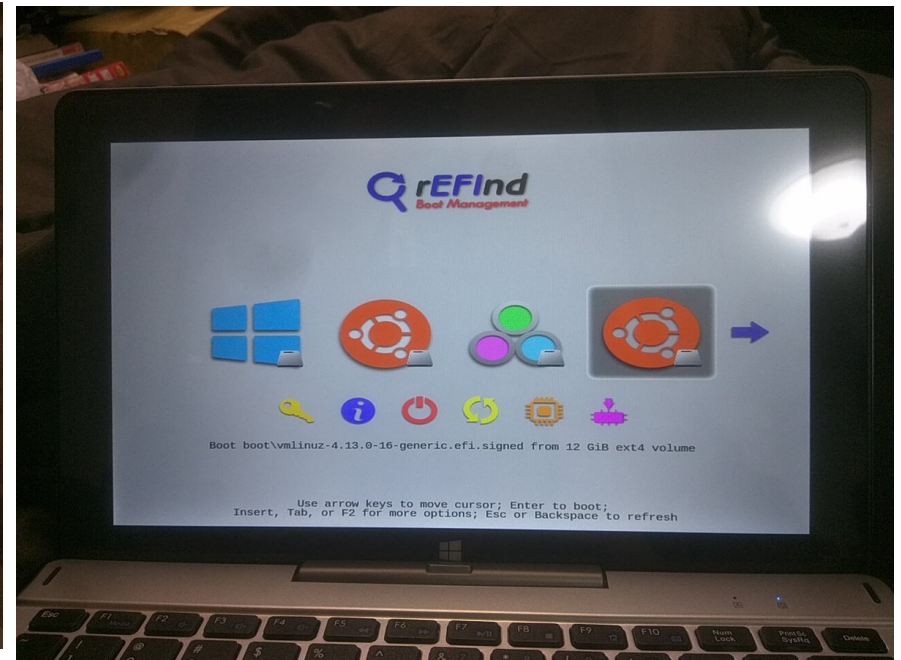 rEFInd
Boot Management
Boot boot\vmlinuz-4.13.0-16-generic.efi.signed from 12 GiB ext4 volume
Use arrow keys to move cursor; Enter to boot;
Insert, Tab, or F2 for more options; Esc or Backspace to refresh
Esc F1 F2 F3 F4 F5 F6 F7 F8 F9 F10 Num Lock PrintSc SysRq Delete
! @ # $ % ^ &